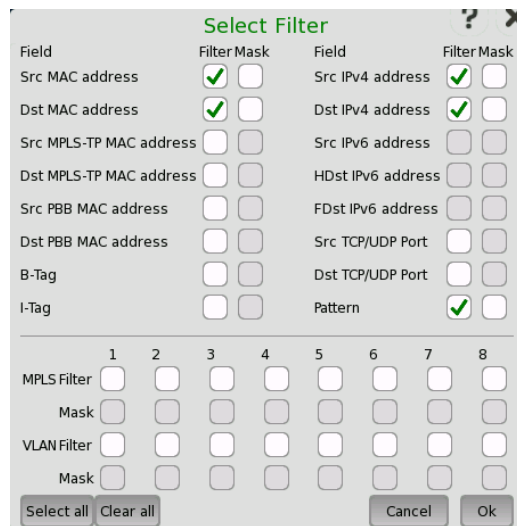 Select Filter
?
Field Filter Mask Field Filter Mask
Src MAC address Src IPv4 address
Dst MAC address Dst IPv4 address
Src MPLS-TP MAC address Src IPv6 address
Dst MPLS-TP MAC address HDst IPv6 address
Src PBB MAC address FDst IPv6 address
Dst PBB MAC address Src TCP/UDP Port
B-Tag Dst TCP/UDP Port
I-Tag Pattern
1 2 3 4 5 6 7 8
MPLS Filter
Mask
VLAN Filter
Mask
Select all Clear all Cancel Ok